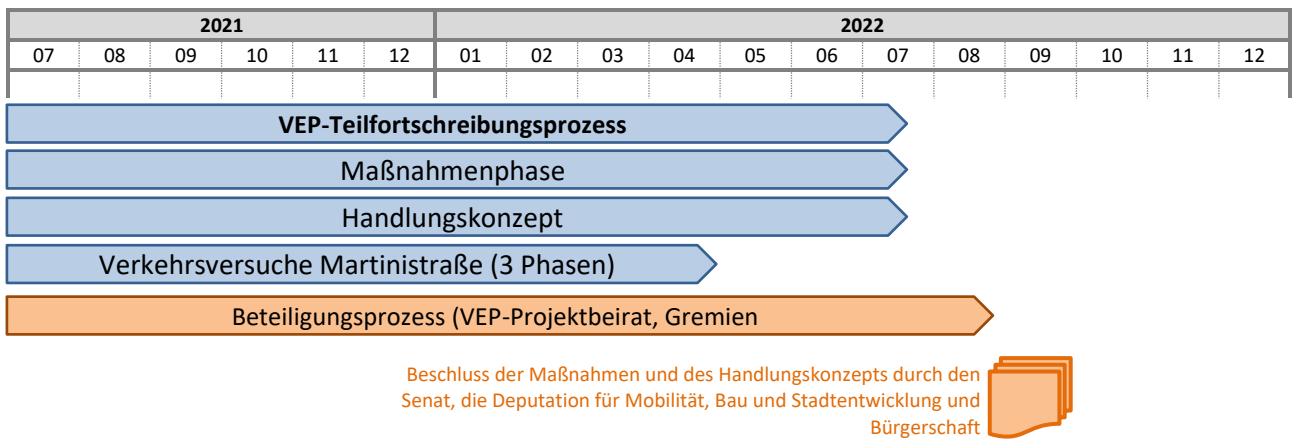 2021 2022
07 08 09 10 11 12 01 02 03 04 05 06 07 08 09 10 11 12
VEP-Teilfortschreibungsprozess
Maßnahmenphase
Handlungskonzept
Verkehrsversuche Martinistraße (3 Phasen)
Beteiligungsprozess (VEP-Projektbeirat, Gremien
Beschluss der Maßnahmen und des Handlungskonzepts durch den
Senat, die Deputation für Mobilität, Bau und Stadtentwicklung und
Bürgerschaft